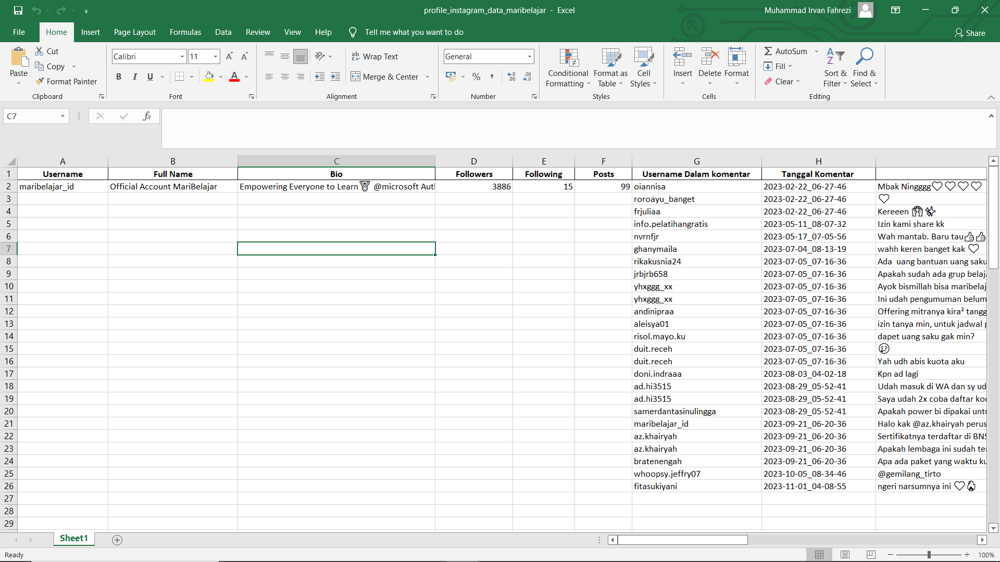 profile_instagram_data_maribelajar - Excel
Muhammad Irvan Fahrezi
File Home Insert Page Layout Formulas Data Review View Help Tell me what you want to do Share
Paste
Cut
Copy
Format Painter
Clipboard
Calibri 11
B I U
Font
Wrap Text
Merge & Center
Alignment
General
Number
Conditional Formatting
Format as Table
Cell Styles
Styles
Insert Delete Format
Cells
AutoSum
Fill
Clear
Sort & Filter
Find & Select
Editing
C7 fx
A B C D E F G H
1 Username Full Name Bio Followers Following Posts Username Dalam komentar Tanggal Komentar
2 maribelajar_id Official Account MariBelajar Empowering Everyone to Learn🏅 @microsoft Aut 3886 15 99 oiannisa 2023-02-22_06-27-46 Mbak Ningggg♡♡♡♡
3 roroayu_banget 2023-02-22_06-27-46 ♡
4 frjuliaa 2023-02-22_06-27-46 Kereeen 😱✨
5 info.pelatihangratis 2023-05-11_08-07-32 Izin kami share kk
6 nvrnfjr 2023-05-17_07-05-56 Wah mantab. Baru tau👍👍
7 ghanymaila 2023-07-04_08-13-19 wahh keren banget kak ♡
8 rikakusnia24 2023-07-05_07-16-36 Ada uang bantuan uang saku
9 jrbjrb658 2023-07-05_07-16-36 Apakah sudah ada grup belaj
10 yhxggg_xx 2023-07-05_07-16-36 Ayok bismillah bisa maribelaj
11 yhxggg_xx 2023-07-05_07-16-36 Ini udah pengumuman belum
12 andinipraa 2023-07-05_07-16-36 Offering mitranya kira² tangg
13 aleisya01 2023-07-05_07-16-36 izin tanya min, untuk jadwal p
14 risol.mayo.ku 2023-07-05_07-16-36 dapet uang saku gak min?
15 duit.receh 2023-07-05_07-16-36 😢
16 duit.receh 2023-07-05_07-16-36 Yah udh abis kuota aku
17 doni.indraaa 2023-08-03_04-02-18 Kpn ad lagi
18 ad.hi3515 2023-08-29_05-52-41 Udah masuk di WA dan sy ud
19 ad.hi3515 2023-08-29_05-52-41 Saya udah 2x coba daftar ko
20 samerdantasinulingga 2023-08-29_05-52-41 Apakah power bi dipakai unt
21 maribelajar_id 2023-09-21_06-20-36 Halo kak @az.khairyah perus
22 az.khairyah 2023-09-21_06-20-36 Sertifikatnya terdaftar di BNS
23 az.khairyah 2023-09-21_06-20-36 Apakah lembaga ini sudah te
24 bratenengah 2023-09-21_06-20-36 Apa ada paket yang waktu ku
25 whoopsy.jeffry07 2023-10-05_08-34-46 @gemilang_tirto
26 fitasukiyani 2023-11-01_04-08-55 ngeri narsumnya ini ♡🔥
27
28
29
Sheet1
Ready 100%